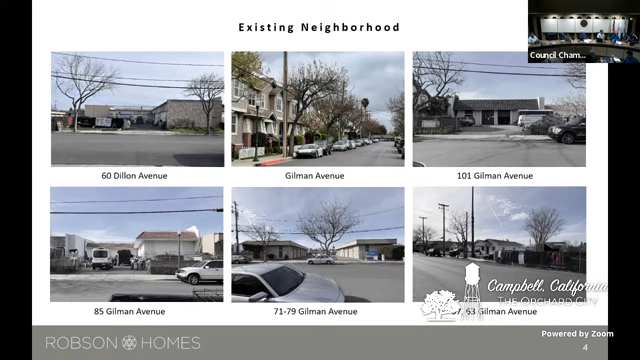 Existing Neighborhood
Council Cham...
60 Dillon Avenue
Gilman Avenue
101 Gilman Avenue
85 Gilman Avenue
71-79 Gilman Avenue
63 Gilman Avenue
Campbell, California
THE ORCHARD CITY
Powered by Zoom
ROBSON HOMES
4